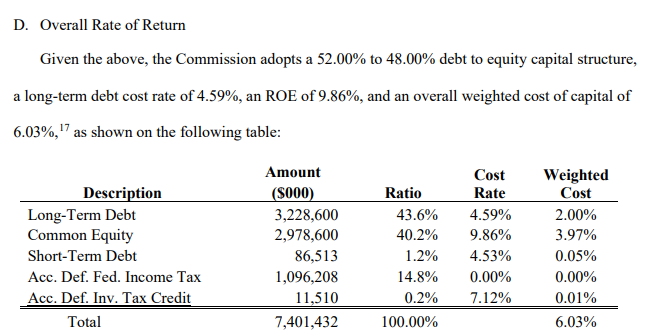 D. Overall Rate of Return
Given the above, the Commission adopts a 52.00% to 48.00% debt to equity capital structure,
a long-term debt cost rate of 4.59%, an ROE of 9.86%, and an overall weighted cost of capital of
6.03%,17 as shown on the following table:
Description Amount ($000) Ratio Cost Rate Weighted Cost
Long-Term Debt 3,228,600 43.6% 4.59% 2.00%
Common Equity 2,978,600 40.2% 9.86% 3.97%
Short-Term Debt 86,513 1.2% 4.53% 0.05%
Acc. Def. Fed. Income Tax 1,096,208 14.8% 0.00% 0.00%
Acc. Def. Inv. Tax Credit 11,510 0.2% 7.12% 0.01%
Total 7,401,432 100.00% 6.03%